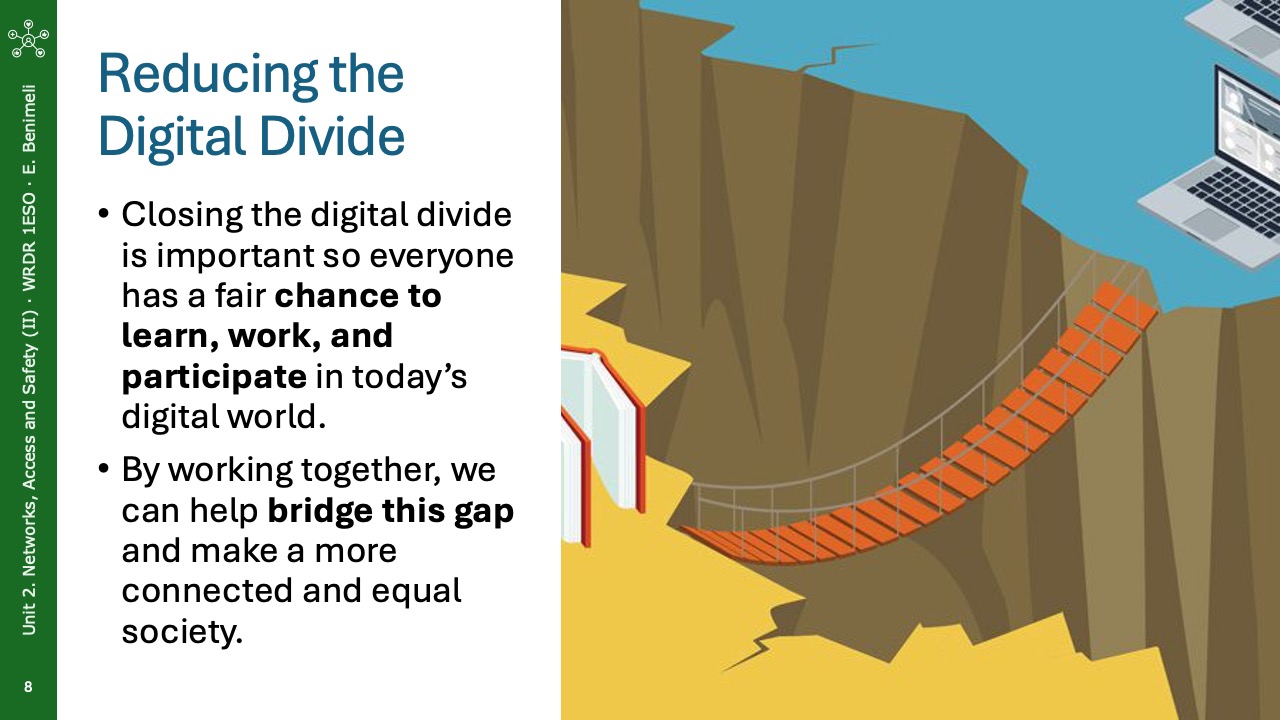 Unit 2. Networks, Access and Safety (II) · WRDR 1ESO · E. Benimeli
8
Reducing the
Digital Divide
• Closing the digital divide
is important so everyone
has a fair chance to
learn, work, and
participate in today’s
digital world.
• By working together, we
can help bridge this gap
and make a more
connected and equal
society.